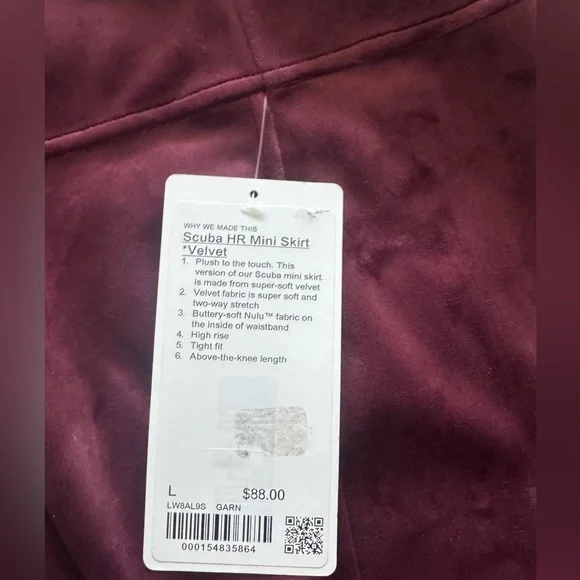 WHY WE MADE THIS
Scuba HR Mini Skirt
*Velvet
1. Plush to the touch. This
version of our Scuba mini skirt
is made from super-soft velvet
2. Velvet fabric is super soft and
two-way stretch
3. Buttery-soft Nulu™ fabric on
the inside of waistband
4. High rise
5. Tight fit
6. Above-the-knee length
L $88.00
LW8AL9S GARN
000154835864